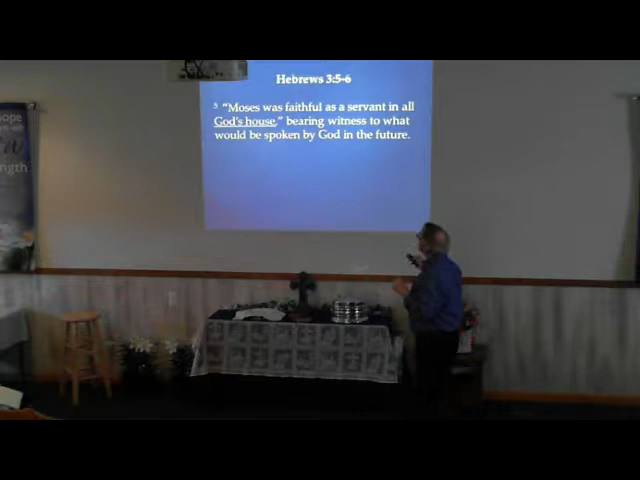 Hebrews 3:5-6
5 "Moses was faithful as a servant in all
God's house," bearing witness to what
would be spoken by God in the future.